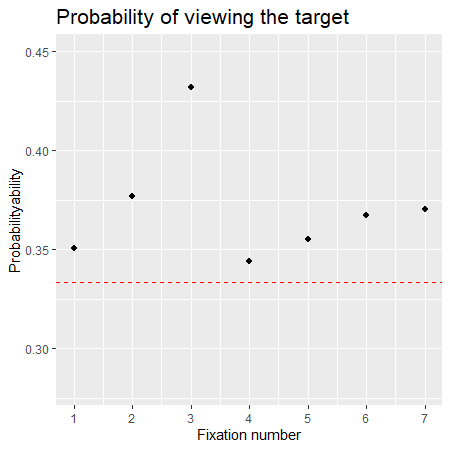 Probability of viewing the target
0.45
0.40
0.35
0.30
Probabilityability
1 2 3 4 5 6 7
Fixation number